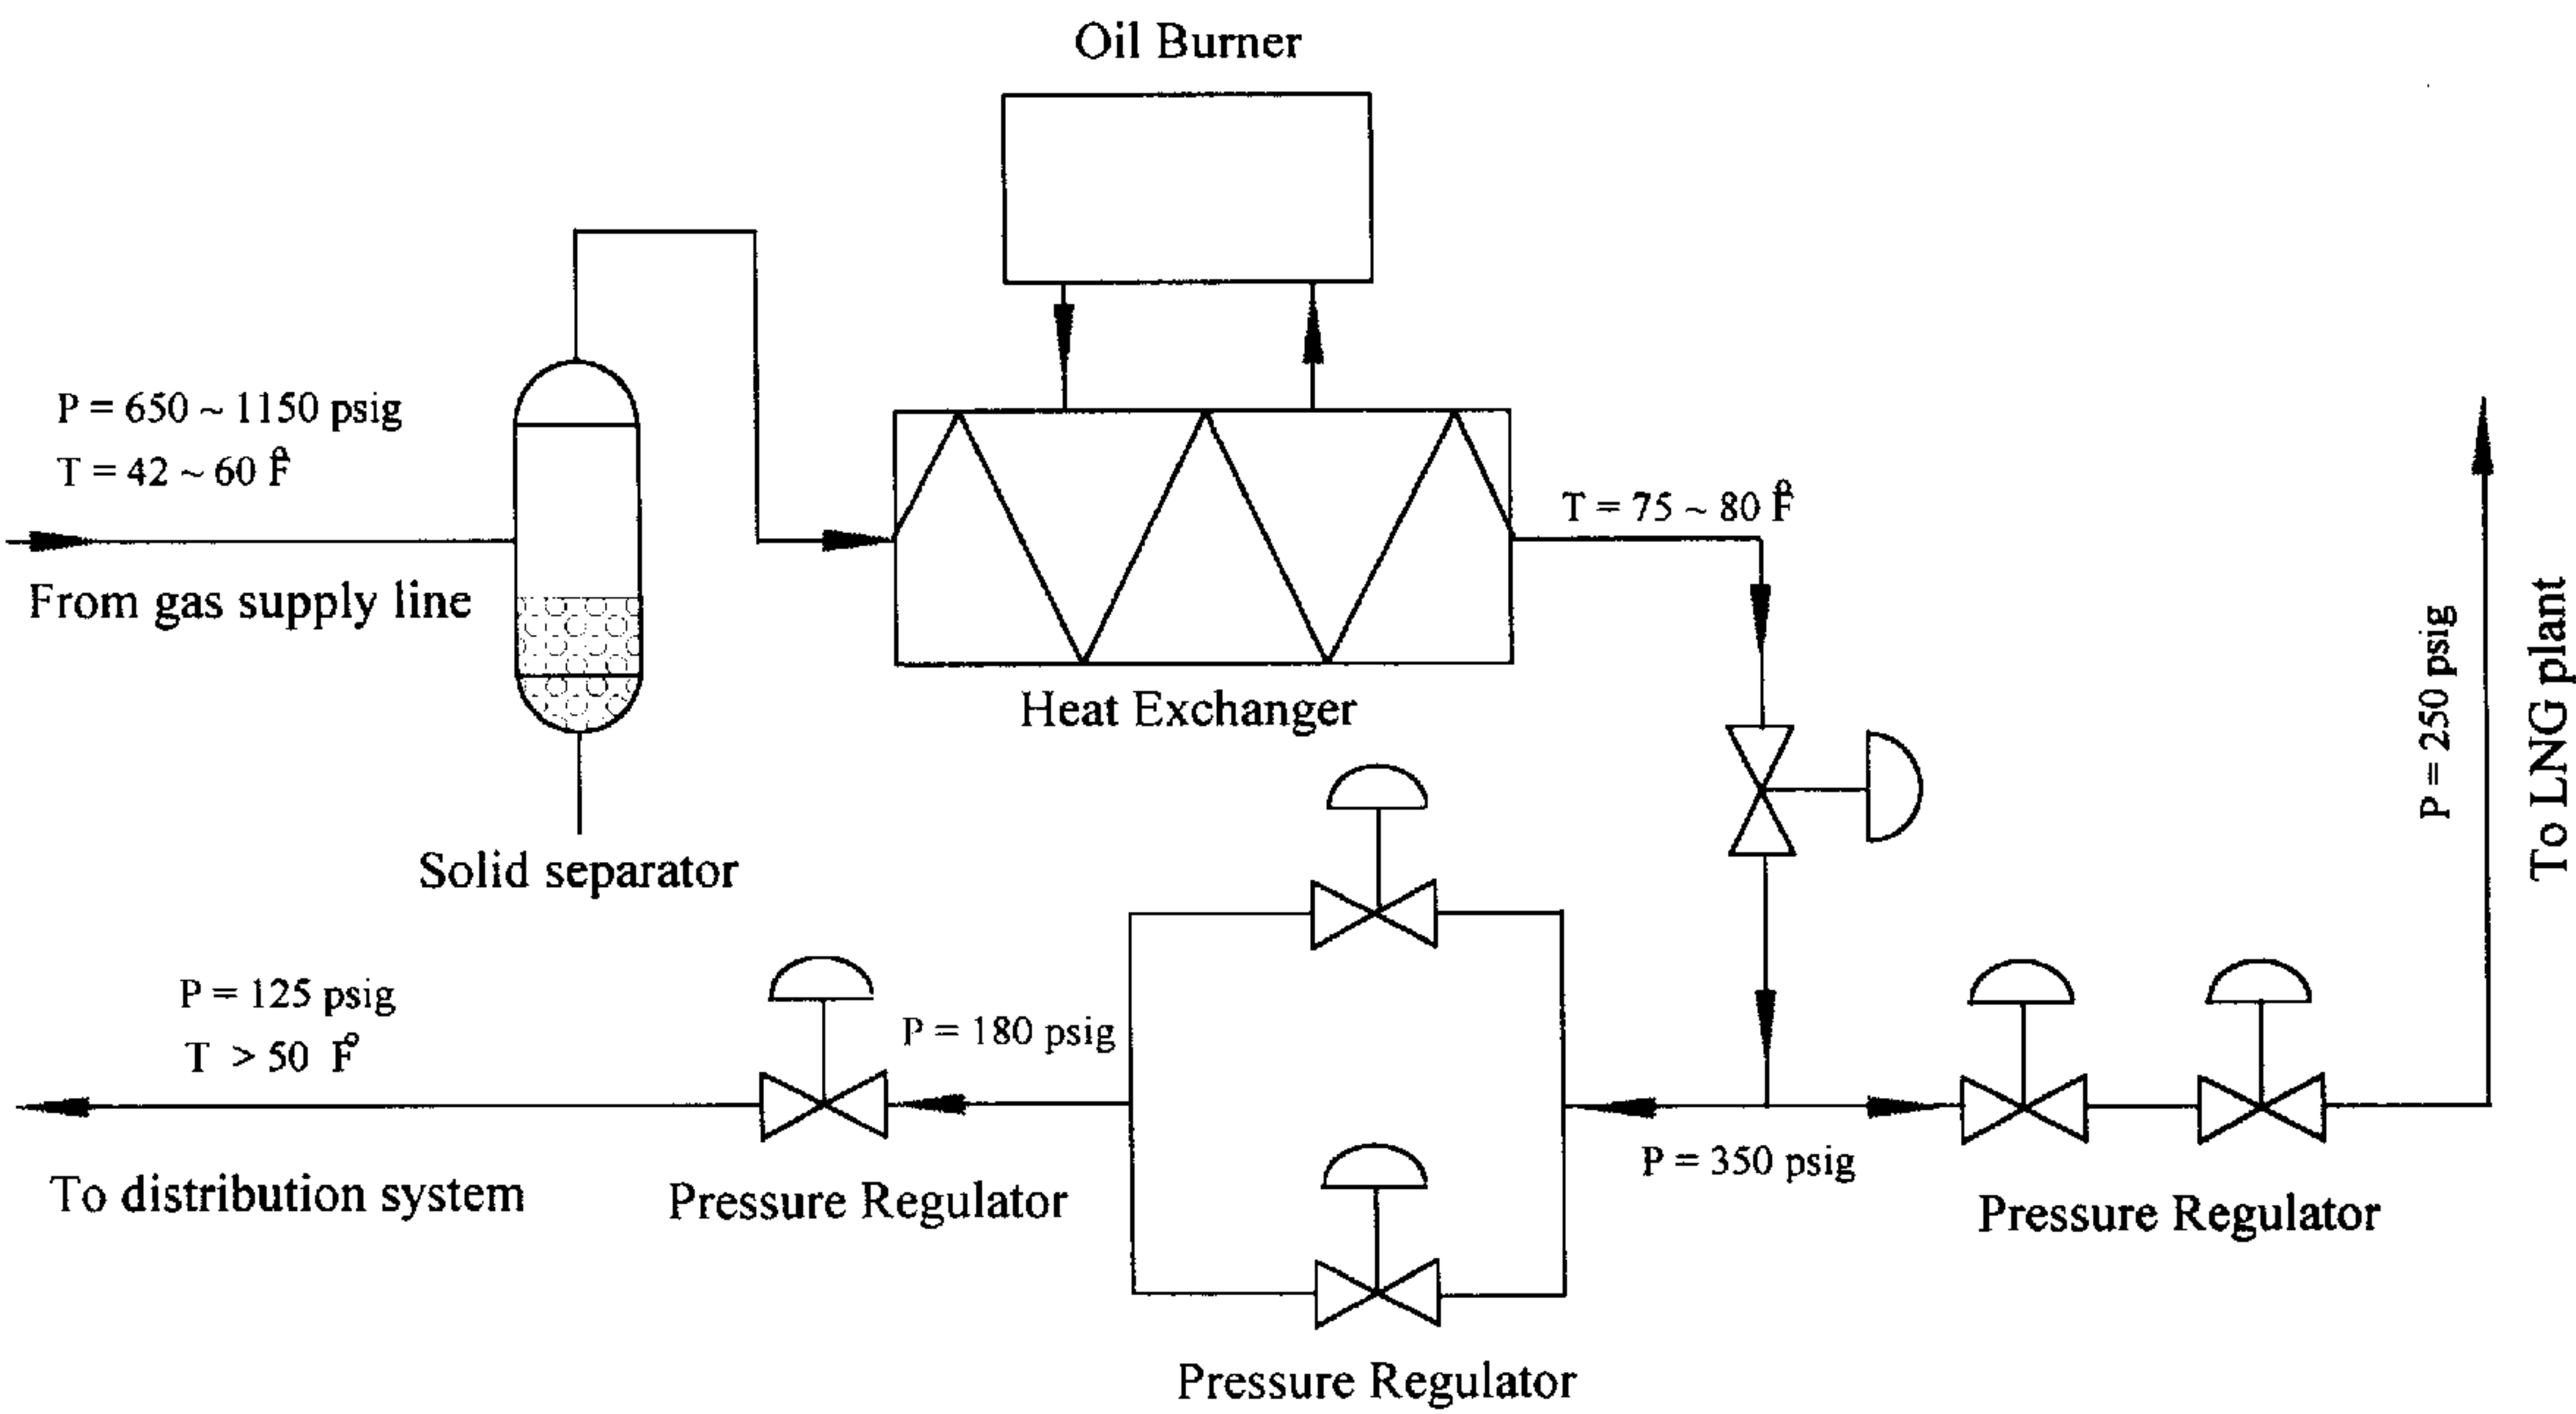 Oil Burner
P = 650 ~ 1150 psig
T = 42 ~ 60 °F
From gas supply line
T = 75 ~ 80 °F
Heat Exchanger
Solid separator
P = 250 psig
To LNG plant
P = 125 psig
T > 50 °F
P = 180 psig
P = 350 psig
To distribution system
Pressure Regulator
Pressure Regulator
Pressure Regulator